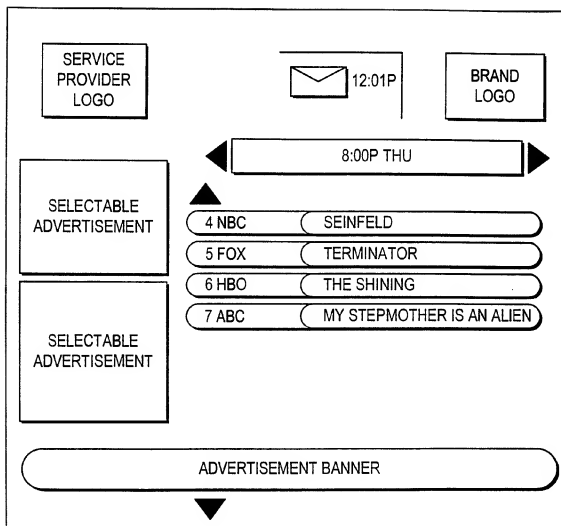 SERVICE
PROVIDER
LOGO
12:01P
BRAND
LOGO
8:00P THU
SELECTABLE
ADVERTISEMENT
4 NBC SEINFELD
5 FOX TERMINATOR
6 HBO THE SHINING
7 ABC MY STEPMOTHER IS AN ALIEN
SELECTABLE
ADVERTISEMENT
ADVERTISEMENT BANNER